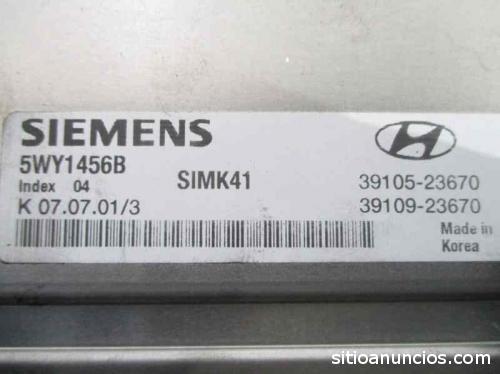 SIEMENS
5WY1456B
Index 04
SIMK41
39105-23670
K 07.07.01/3
39109-23670
Made in
Korea
sitioanuncios.com